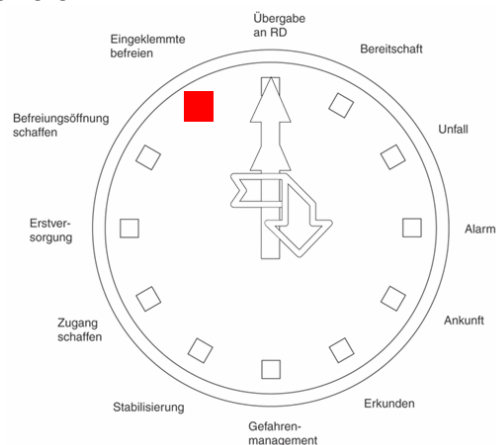 Übergabe
an RD
Bereitschaft
Unfall
Alarm
Ankunft
Erkunden
Gefahren-
management
Stabilisierung
Zugang
schaffen
Erstver-
sorgung
Befreiungsöffnung
schaffen
Eingeklemmte
befreien